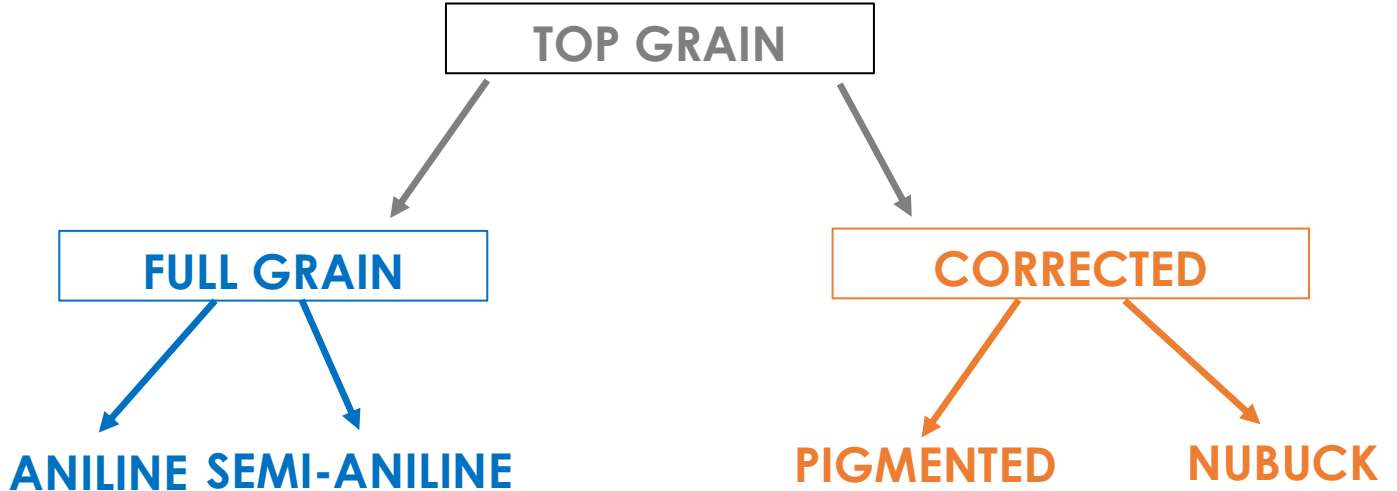 TOP GRAIN
FULL GRAIN
CORRECTED
ANILINE
SEMI-ANILINE
PIGMENTED
NUBUCK